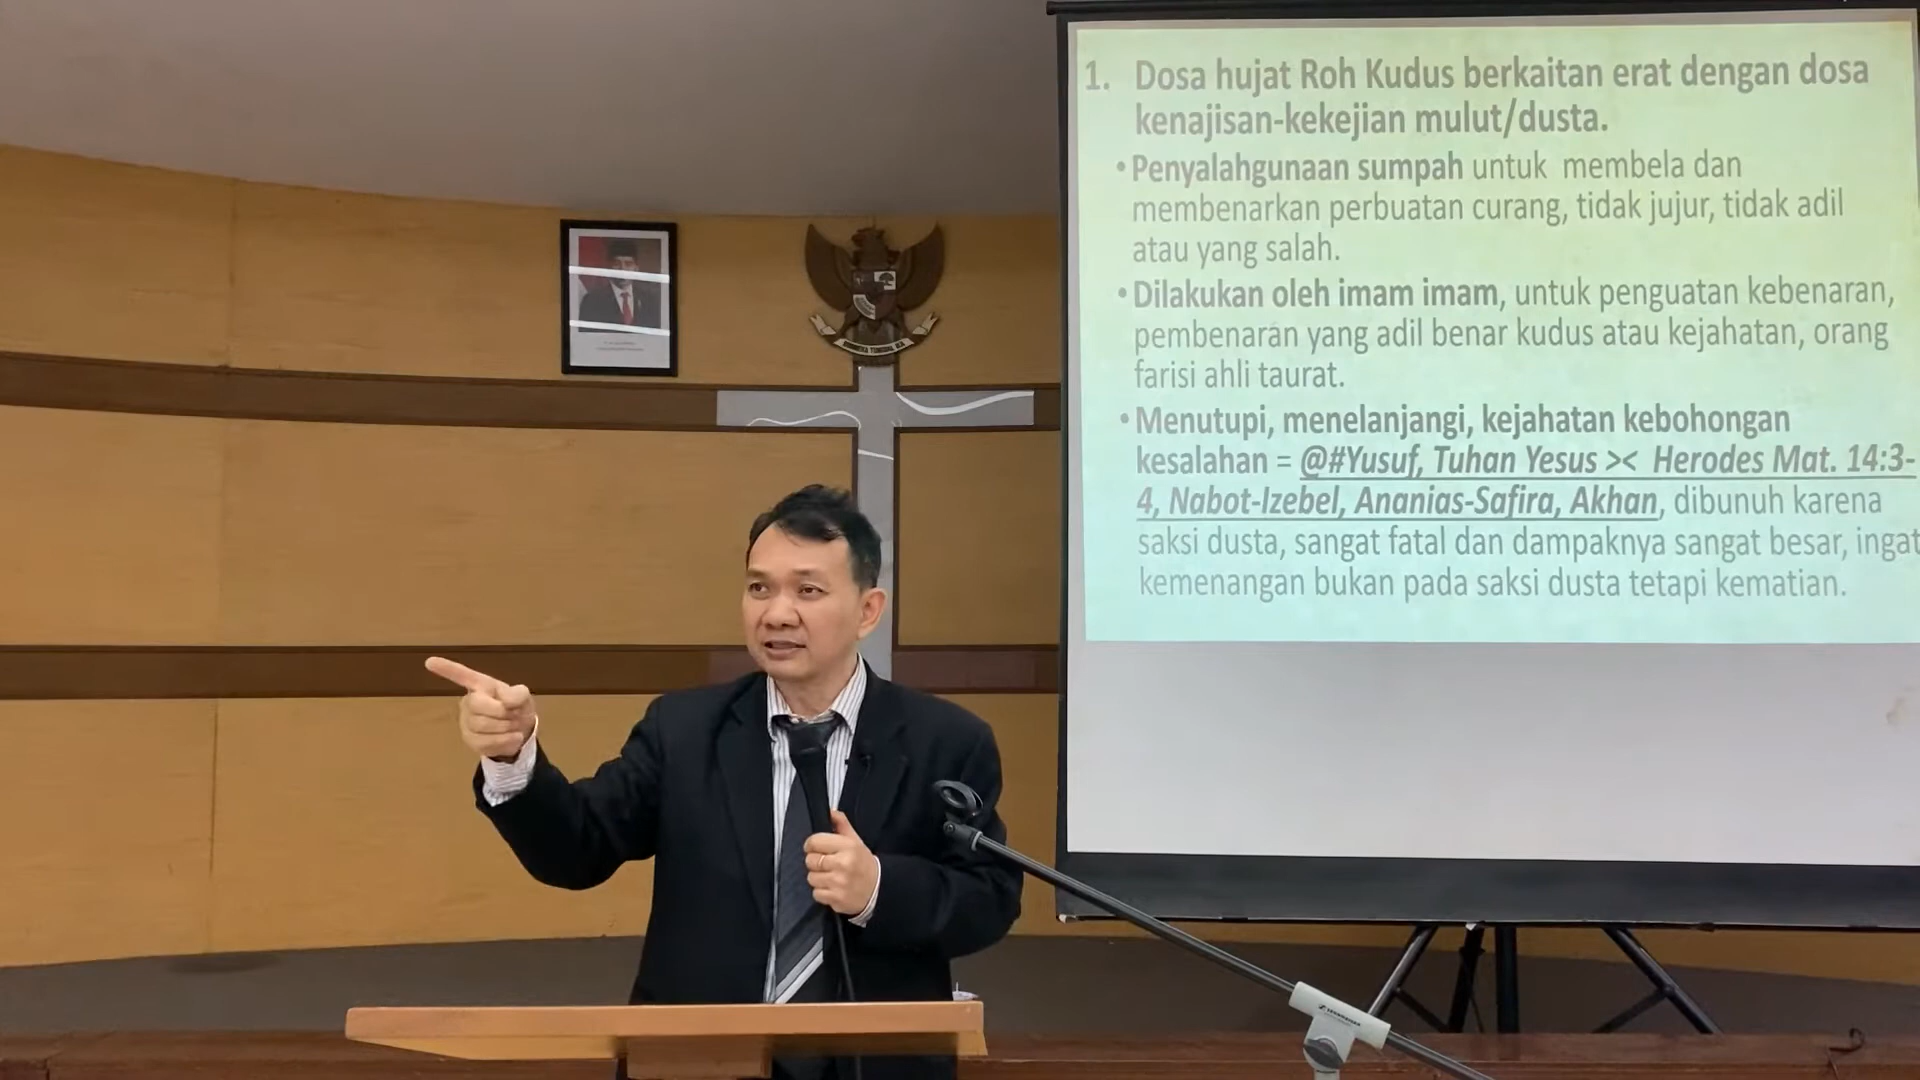 1. Dosa hujat Roh Kudus berkaitan erat dengan dosa
kenajisan-kekejian mulut/dusta.
•Penyalahgunaan sumpah untuk membela dan
membenarkan perbuatan curang, tidak jujur, tidak adil
atau yang salah.
•Dilakukan oleh imam imam, untuk penguatan kebenaran,
pembenaran yang adil benar kudus atau kejahatan, orang
farisi ahli taurat.
•Menutupi, menelanjangi, kejahatan kebohongan
kesalahan = @#Yusuf, Tuhan Yesus >< Herodes Mat. 14:3-
4, Nabot-Izebel, Ananias-Safira, Akhan, dibunuh karena
saksi dusta, sangat fatal dan dampaknya sangat besar, ingat
kemenangan bukan pada saksi dusta tetapi kematian.
BHINNEKA TUNGGAL IKA